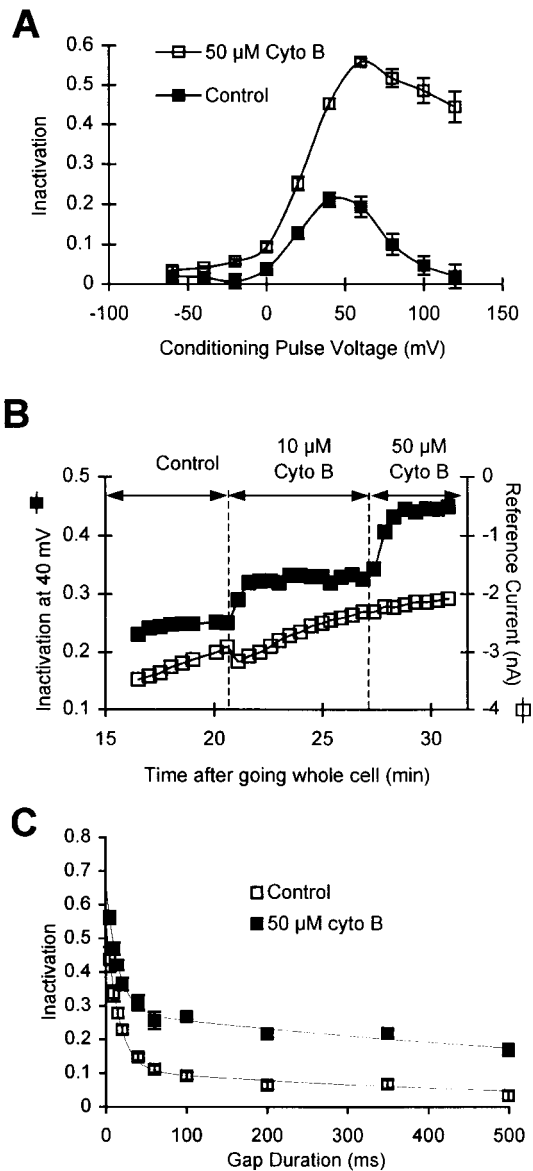 A
0.6
0.5
0.4
0.3
0.2
0.1
0
Inactivation
50 µM Cyto B
Control
-100 -50 0 50 100 150
Conditioning Pulse Voltage (mV)
B
Control
10 µM
Cyto B
50 µM
Cyto B
0.5
0.4
0.3
0.2
0.1
Inactivation at 40 mV
0
-1
-2
-3
-4
Reference Current (nA)
15 20 25 30
Time after going whole cell (min)
C
0.8
0.7
0.6
0.5
0.4
0.3
0.2
0.1
0
Inactivation
Control
50 µM cyto B
0 100 200 300 400 500
Gap Duration (ms)